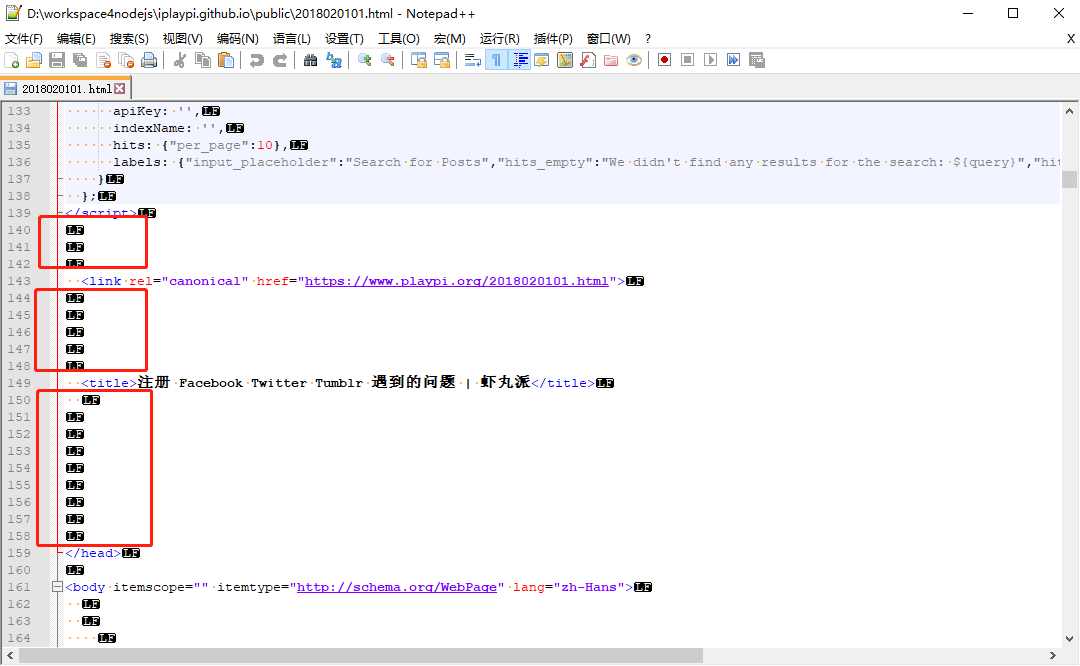 D:\workspace4nodejs\iplaypi.github.io\public\2018020101.html - Notepad++
文件(F) 编辑(E) 搜索(S) 视图(V) 编码(N) 语言(L) 设置(T) 工具(O) 宏(M) 运行(R) 插件(P) 窗口(W) ? X
2018020101.html
133 apiKey: '',LF
134 indexName: '',LF
135 hits: {"per_page":10},LF
136 labels: {"input_placeholder":"Search for Posts","hits_empty":"We didn't find any results for the search: ${query}","hit
137 }LF
138 };LF
139 </script>LF
140 LF
141 LF
142 LF
143 <link rel="canonical" href="https://www.playpi.org/2018020101.html">LF
144 LF
145 LF
146 LF
147 LF
148 LF
149 <title>注册 Facebook Twitter Tumblr 遇到的问题 | 虾丸派</title>LF
150 LF
151 LF
152 LF
153 LF
154 LF
155 LF
156 LF
157 LF
158 LF
159 </head>LF
160 LF
161 <body itemscope="" itemtype="http://schema.org/WebPage" lang="zh-Hans">LF
162 LF
163 LF
164 LF